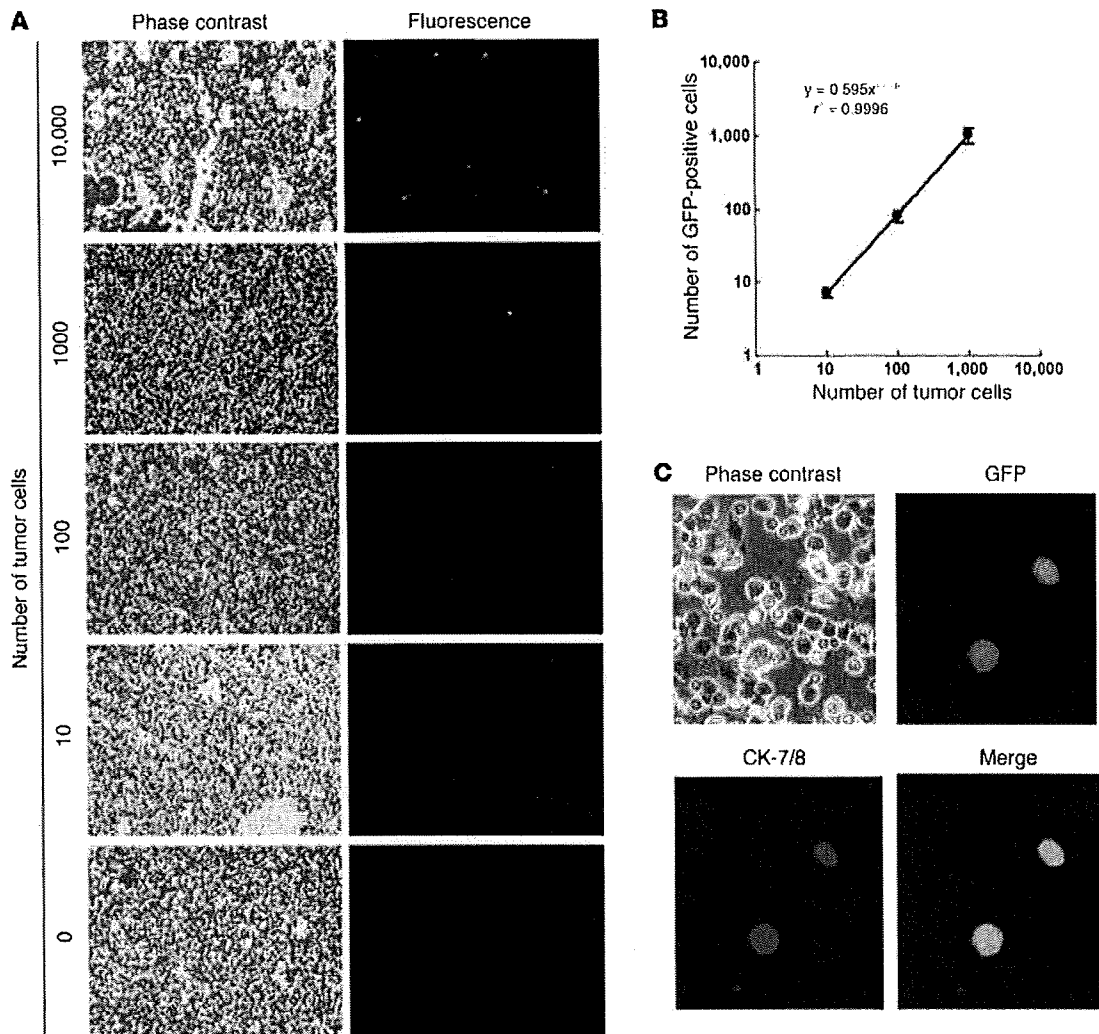 A
Phase contrast
Fluorescence
Number of tumor cells
10,000
1000
100
10
0
B
Number of GFP-positive cells
10,000
1,000
100
10
1
y = 0.595x
= 0.9996
1 10 100 1,000 10,000
Number of tumor cells
C
Phase contrast
GFP
CK-7/8
Merge